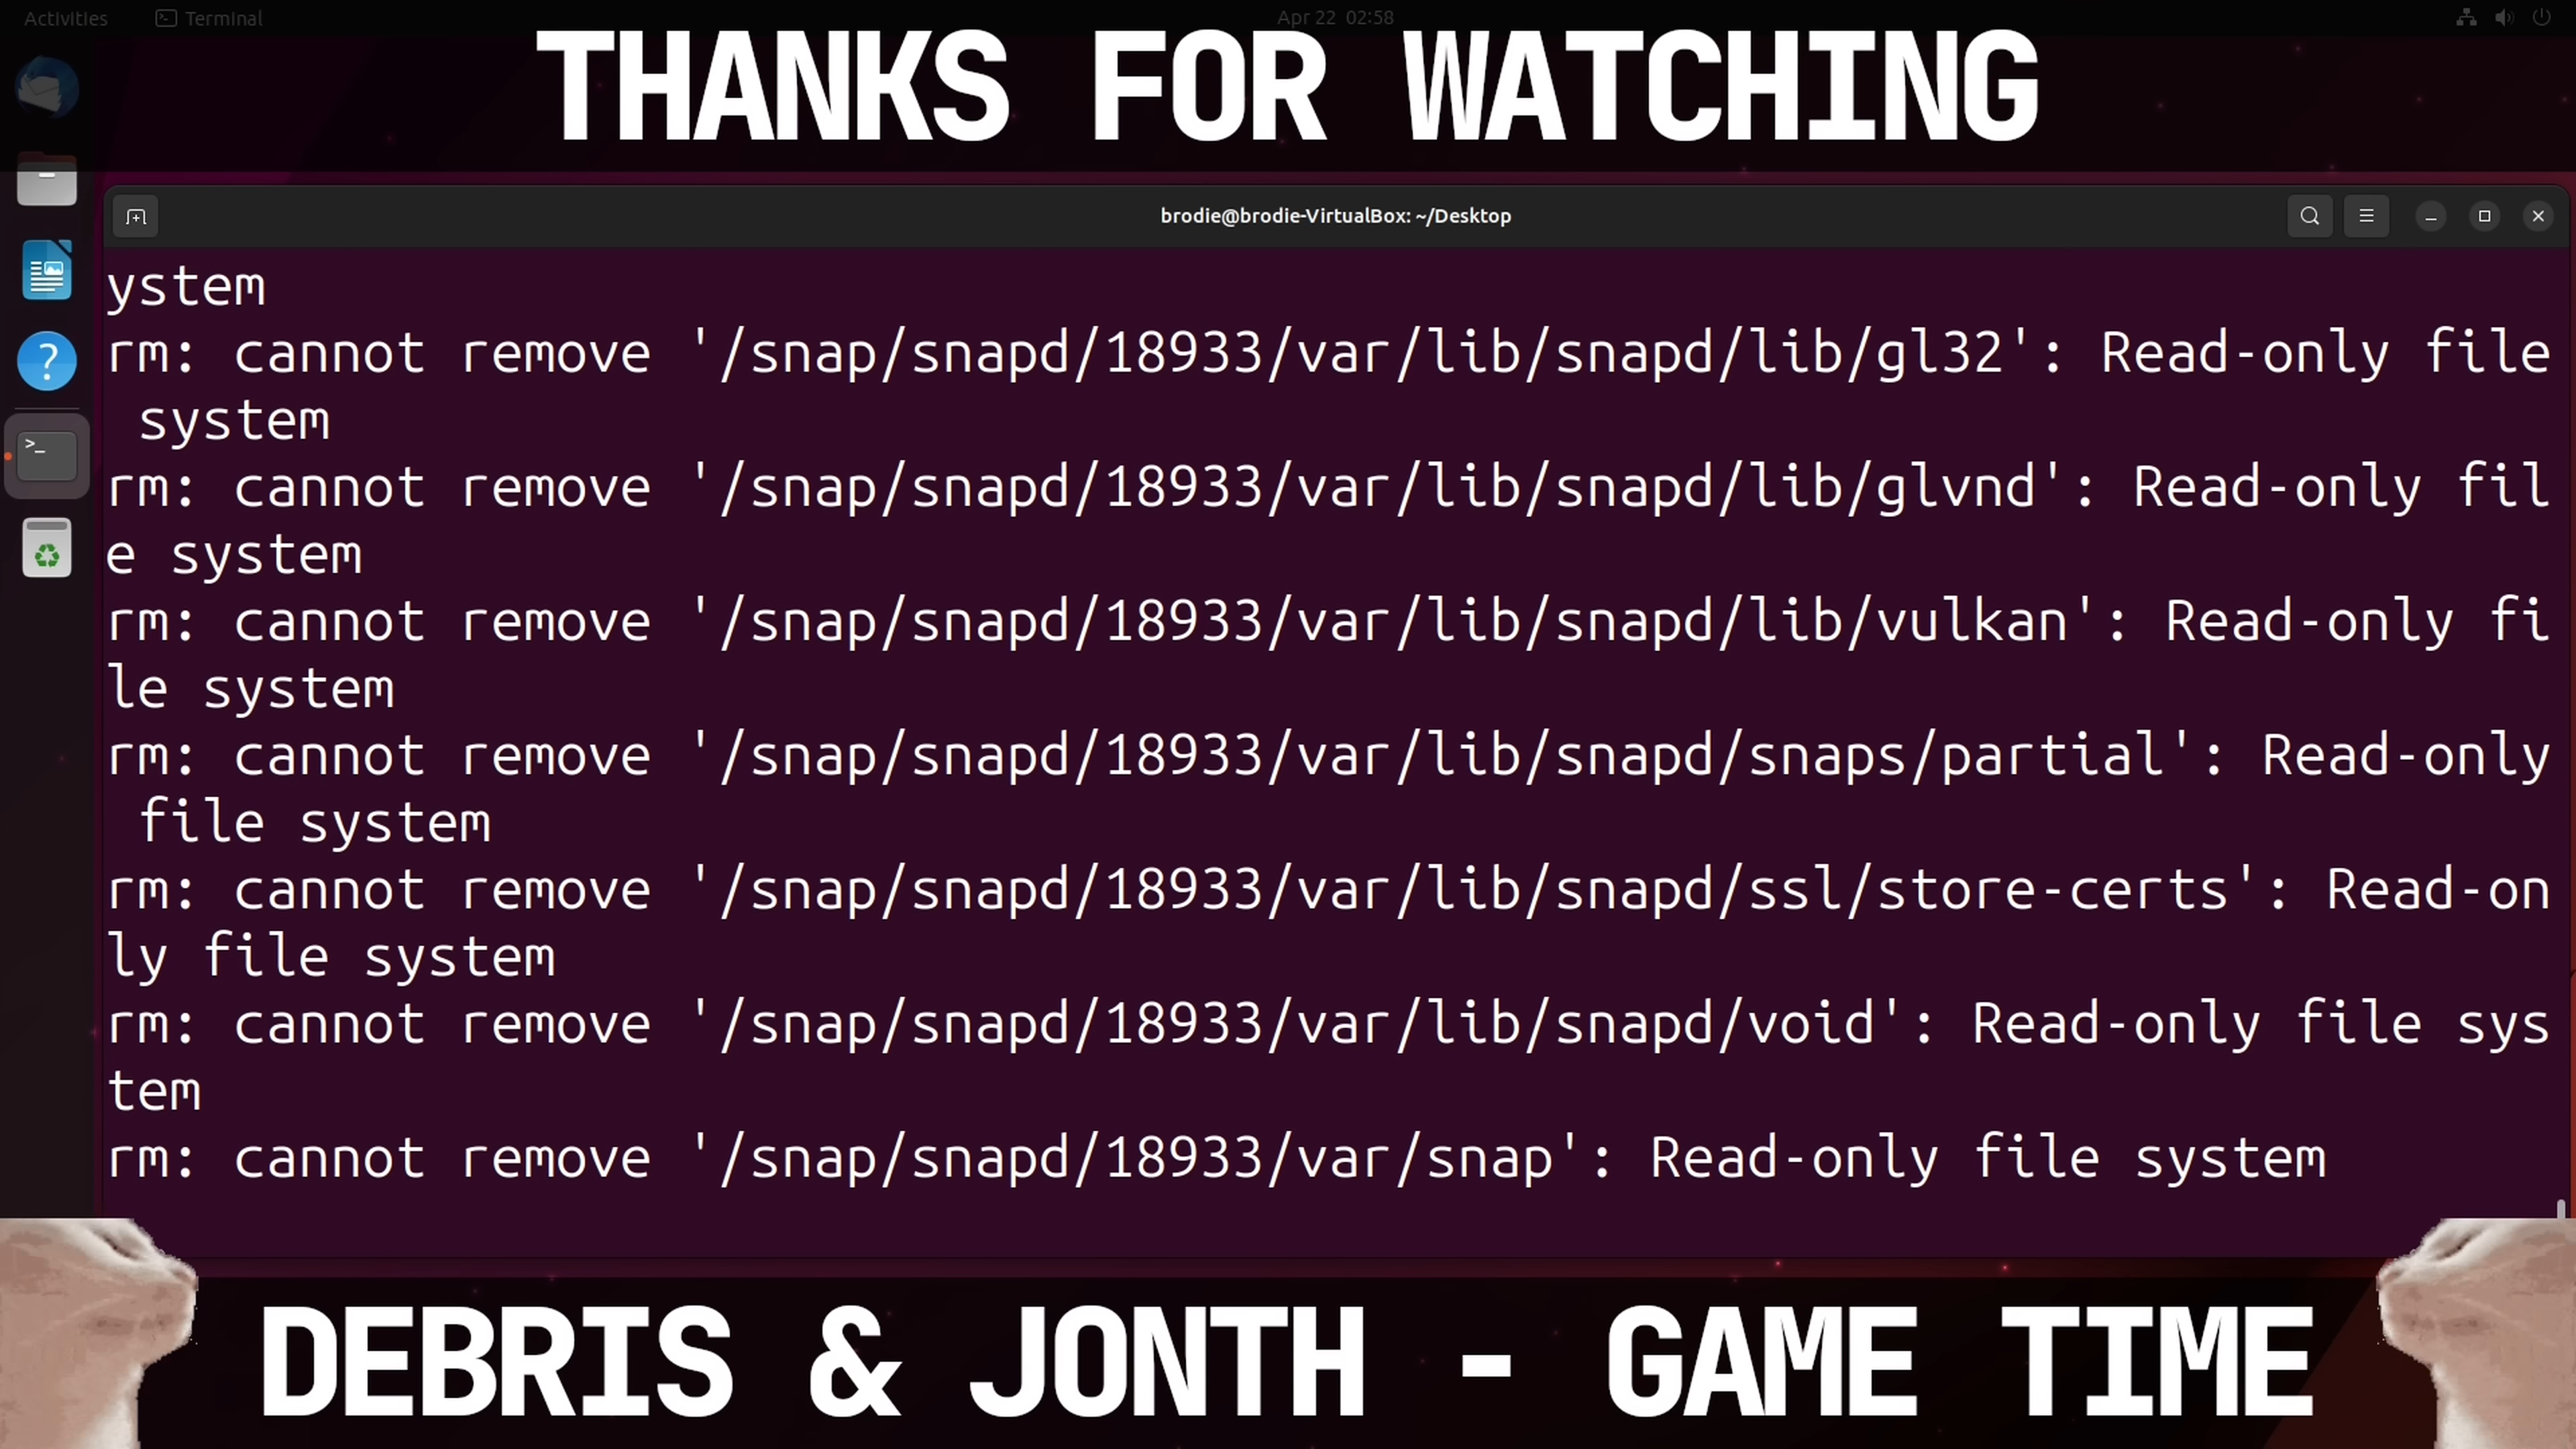 Activities Terminal Apr 22 02:58
THANKS FOR WATCHING
brodie@brodie-VirtualBox: ~/Desktop
ystem
rm: cannot remove '/snap/snapd/18933/var/lib/snapd/lib/gl32': Read-only file
 system
rm: cannot remove '/snap/snapd/18933/var/lib/snapd/lib/glvnd': Read-only fil
e system
rm: cannot remove '/snap/snapd/18933/var/lib/snapd/lib/vulkan': Read-only fi
le system
rm: cannot remove '/snap/snapd/18933/var/lib/snapd/snaps/partial': Read-only
 file system
rm: cannot remove '/snap/snapd/18933/var/lib/snapd/ssl/store-certs': Read-on
ly file system
rm: cannot remove '/snap/snapd/18933/var/lib/snapd/void': Read-only file sys
tem
rm: cannot remove '/snap/snapd/18933/var/snap': Read-only file system
DEBRIS & JONTH - GAME TIME